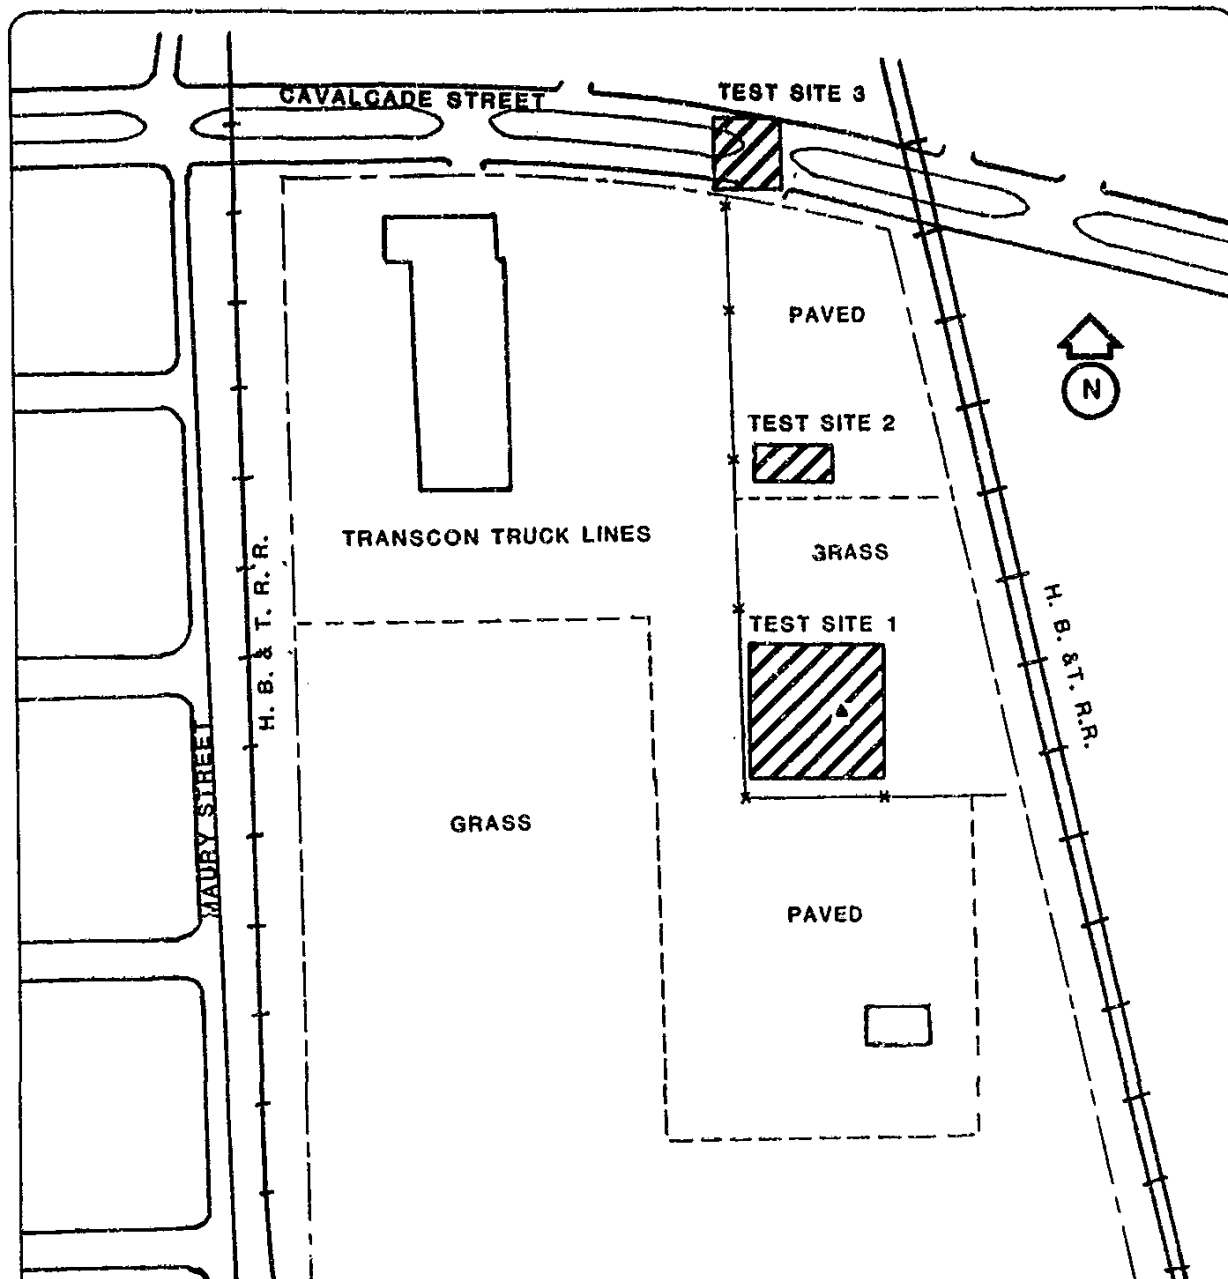 CAVALCADE STREET
TEST SITE 3
PAVED
N
TEST SITE 2
TRANSCON TRUCK LINES
GRASS
H. B. & T. R. R.
TEST SITE 1
H. B. &T. R.R.
MAURY STREET
GRASS
PAVED